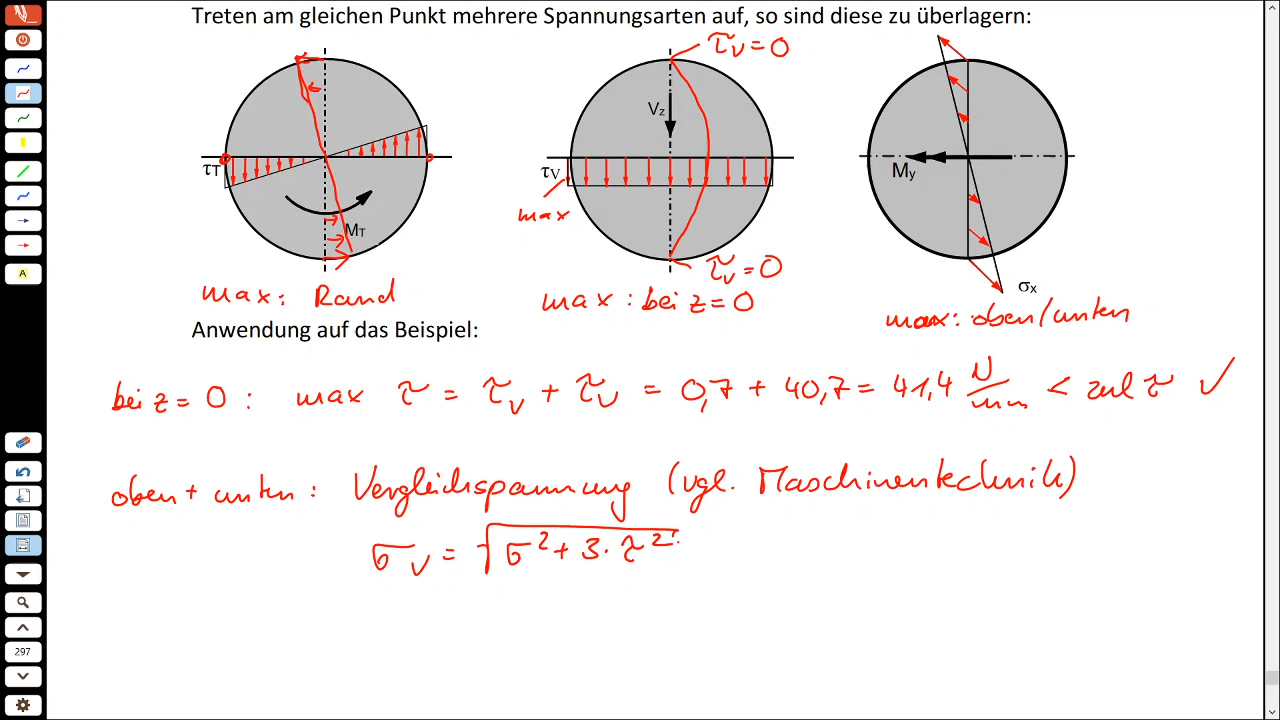 Treten am gleichen Punkt mehrere Spannungsarten auf, so sind diese zu überlagern:
τT
MT
max: Rand
τv = 0
Vz
τV
max
τv = 0
max: bei z = 0
My
σx
max: oben/unten
Anwendung auf das Beispiel:
bei z = 0 : max τ = τv + τv = 0,7 + 40,7 = 41,4 N/mm < zul τ ✓
oben + unten : Vergleichspannung (vgl. Maschinentechnik)
σv = √σ² + 3 · τ²
A
297